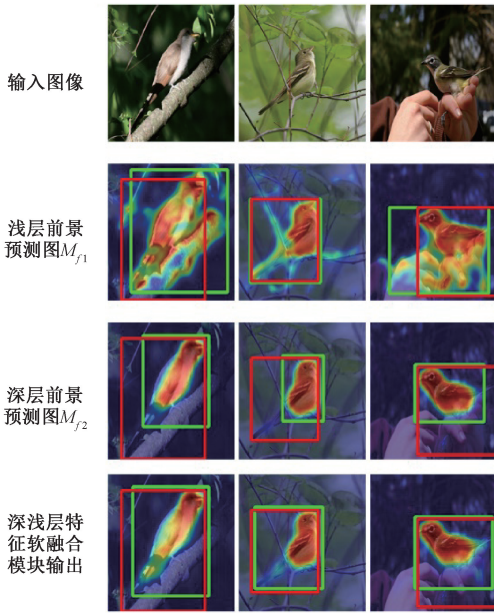 输入图像
浅层前景
预测图M_{f1}
深层前景
预测图M_{f2}
深浅层特
征软融合
模块输出